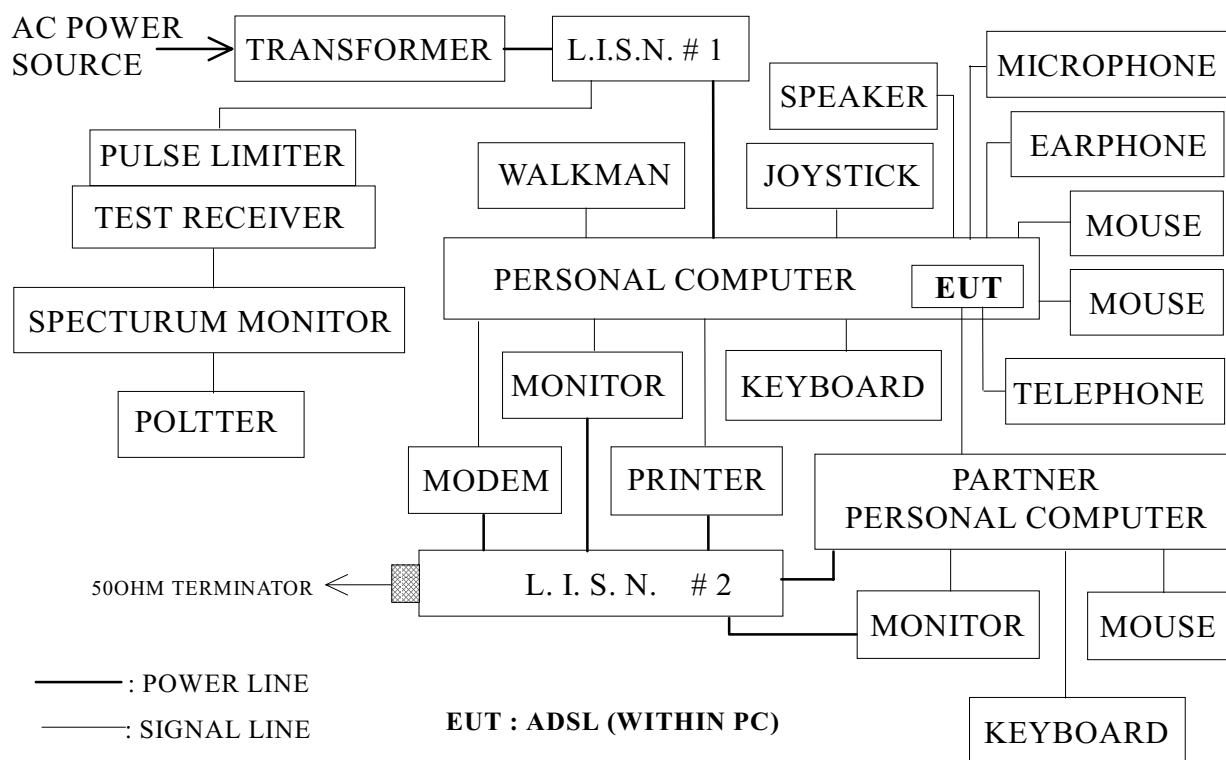 AC POWER
SOURCE
TRANSFORMER
L.I.S.N. # 1
MICROPHONE
SPEAKER
EARPHONE
PULSE LIMITER
WALKMAN
JOYSTICK
TEST RECEIVER
MOUSE
PERSONAL COMPUTER
EUT
MOUSE
SPECTURUM MONITOR
MONITOR
KEYBOARD
TELEPHONE
POLTTER
MODEM
PRINTER
PARTNER
PERSONAL COMPUTER
50OHM TERMINATOR
L. I. S. N. # 2
MONITOR
MOUSE
: POWER LINE
: SIGNAL LINE
EUT : ADSL (WITHIN PC)
KEYBOARD